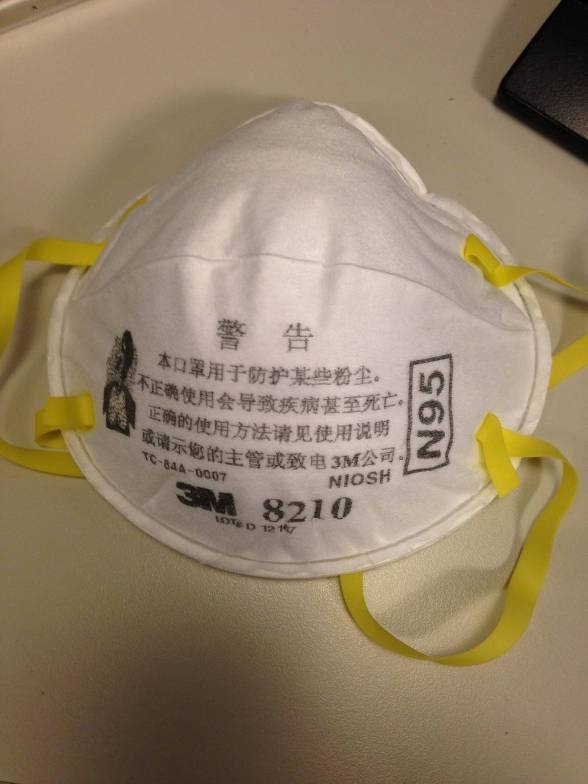 警 告
本口罩用于防护某些粉尘。
不正确使用会导致疾病甚至死亡。
正确的使用方法请见使用说明
或请示您的主管或致电3M公司。
TC-84A-0007
NIOSH
N95
3M 8210